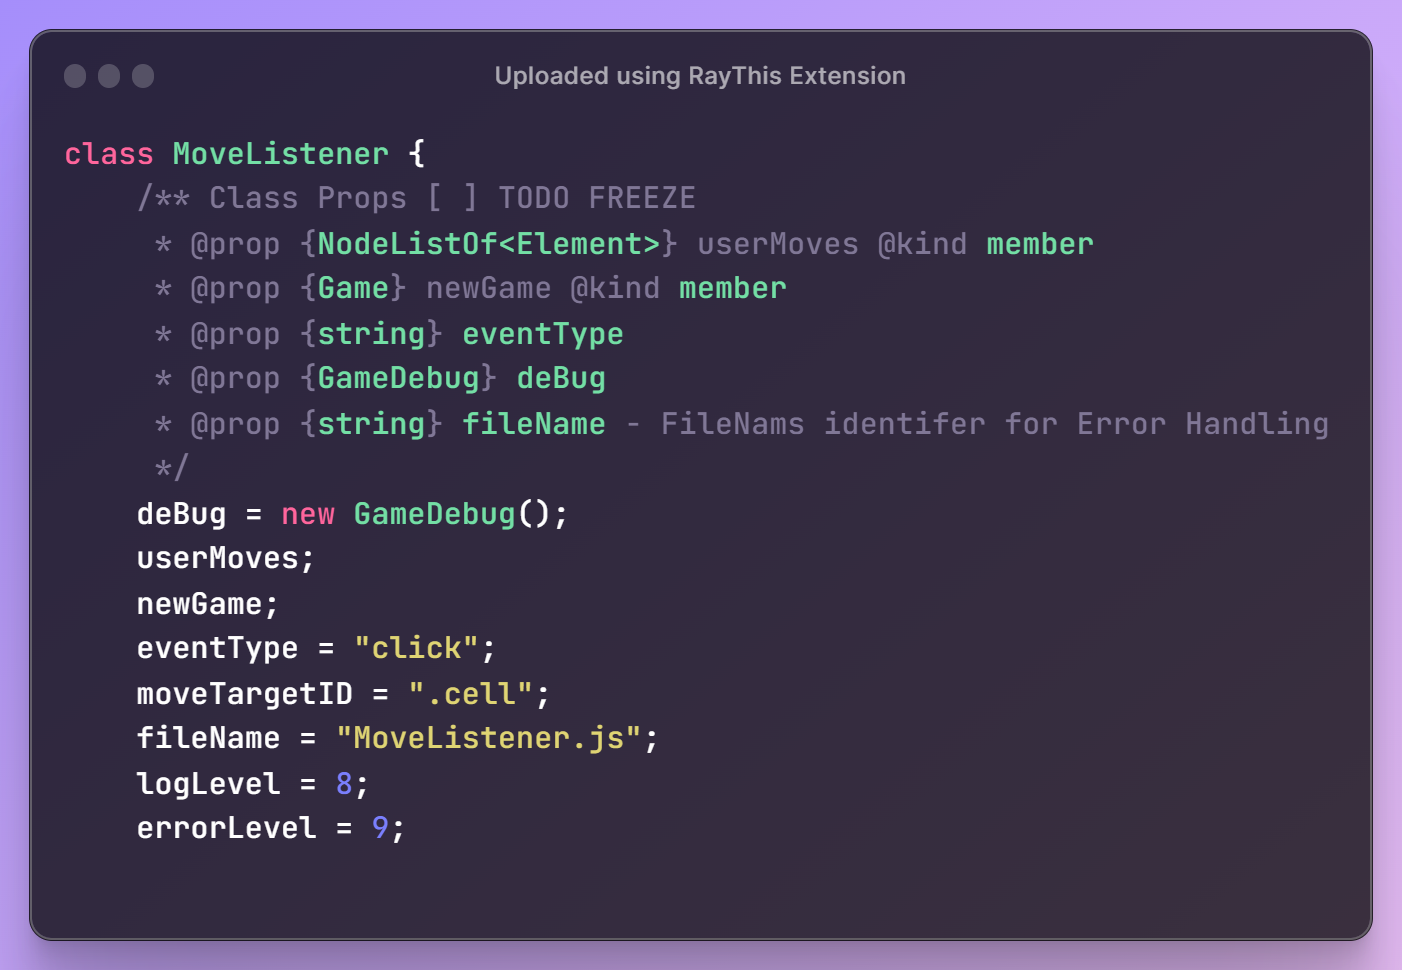 Uploaded using RayThis Extension
class MoveListener {
    /** Class Props [ ] TODO FREEZE
     * @prop {NodeListOf<Element>} userMoves @kind member
     * @prop {Game} newGame @kind member
     * @prop {string} eventType
     * @prop {GameDebug} deBug
     * @prop {string} fileName - FileNams identifer for Error Handling
     */
    deBug = new GameDebug();
    userMoves;
    newGame;
    eventType = "click";
    moveTargetID = ".cell";
    fileName = "MoveListener.js";
    logLevel = 8;
    errorLevel = 9;